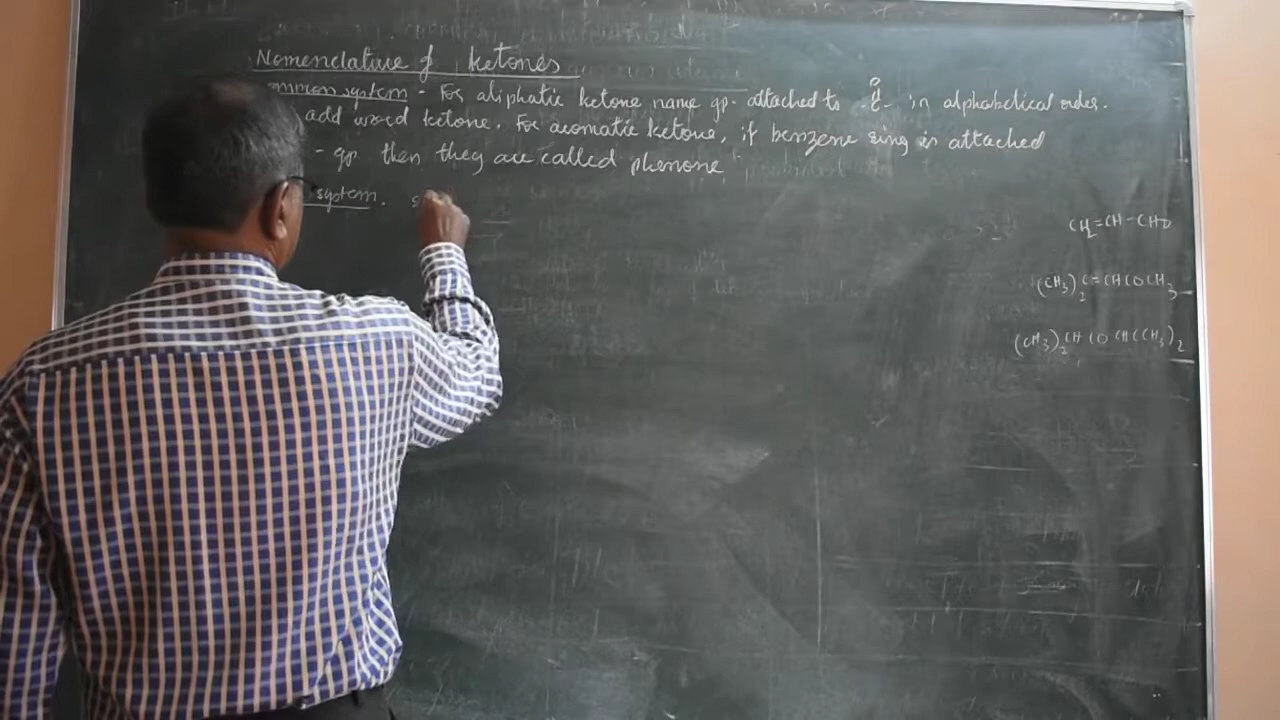 Nomenclature of ketones
ommon system - For aliphatic ketone name gp. attached to -C- in alphabetical order.
O
add word ketone. For aromatic ketone, if benzene ring is attached
- gp then they are called phenone
system. s
CH2=CH-CHO
(CH3)2C=CHCOCH3
(CH3)2CHCOCH(CH3)2